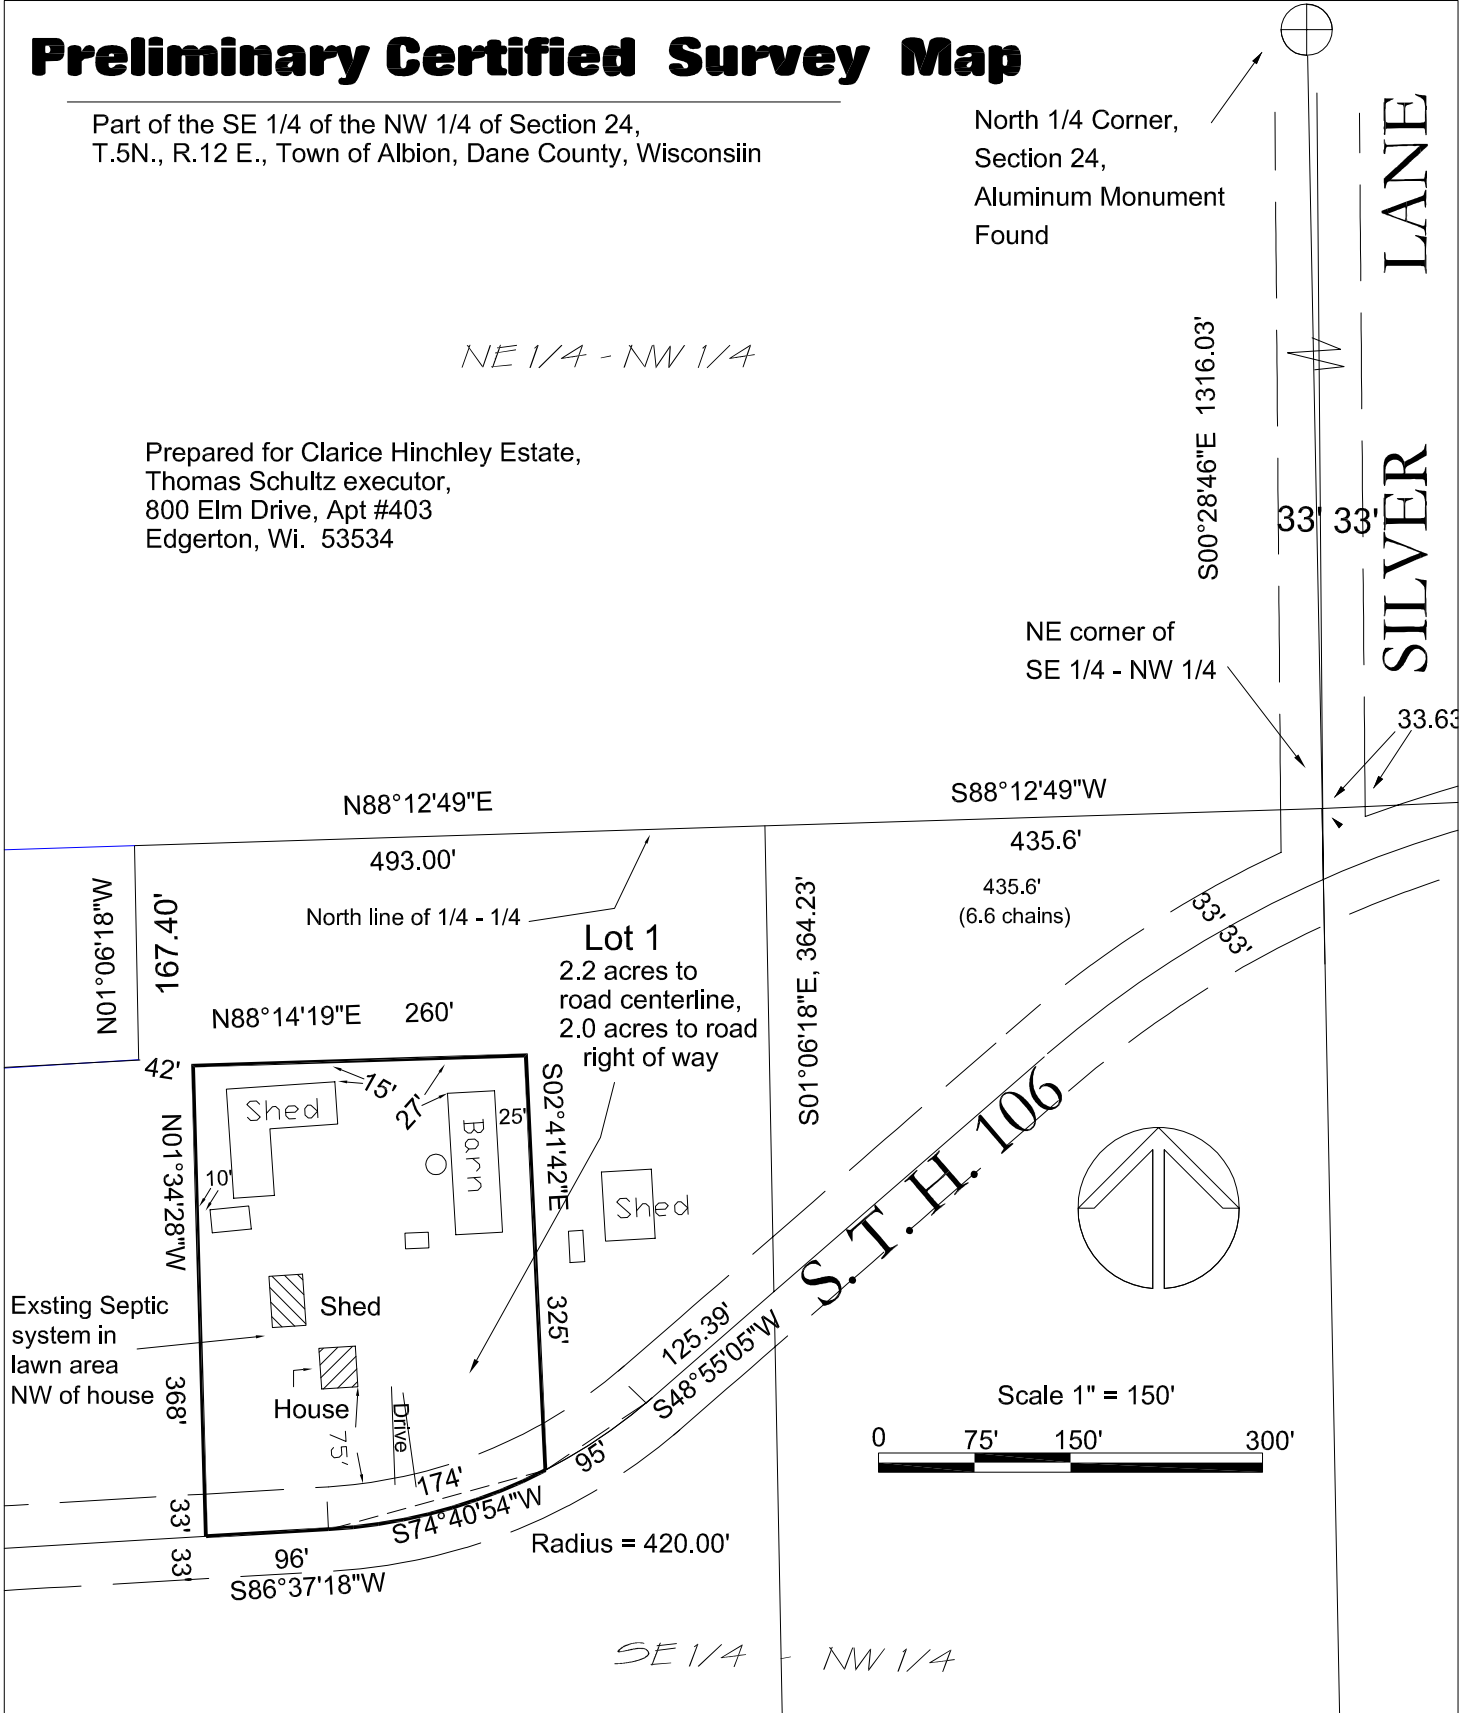 Preliminary Certified Survey Map
Part of the SE 1/4 of the NW 1/4 of Section 24,
T.5N., R.12 E., Town of Albion, Dane County, Wisconsiin
North 1/4 Corner,
Section 24,
Aluminum Monument
Found
SILVER LANE
NE 1/4 - NW 1/4
S00°28'46"E 1316.03'
Prepared for Clarice Hinchley Estate,
Thomas Schultz executor,
800 Elm Drive, Apt #403
Edgerton, Wi. 53534
33' 33'
NE corner of
SE 1/4 - NW 1/4
33.63
N88°12'49"E
S88°12'49"W
493.00'
435.6'
435.6'
(6.6 chains)
N01°06'18"W
167.40'
North line of 1/4 - 1/4
S01°06'18"E, 364.23'
33'
33'
Lot 1
2.2 acres to
road centerline,
2.0 acres to road
right of way
N88°14'19"E 260'
42'
15'
27'
25'
Shed
Barn
S02°41'42"E
325'
N01°34'28"W
368'
10'
Shed
S.T.H. 106
Exsting Septic
system in
lawn area
NW of house
Shed
House
75'
Drive
125.39'
S48°55'05"W
95'
174'
S74°40'54"W
Radius = 420.00'
33'
33'
96'
S86°37'18"W
Scale 1" = 150'
0 75' 150' 300'
SE 1/4 - NW 1/4